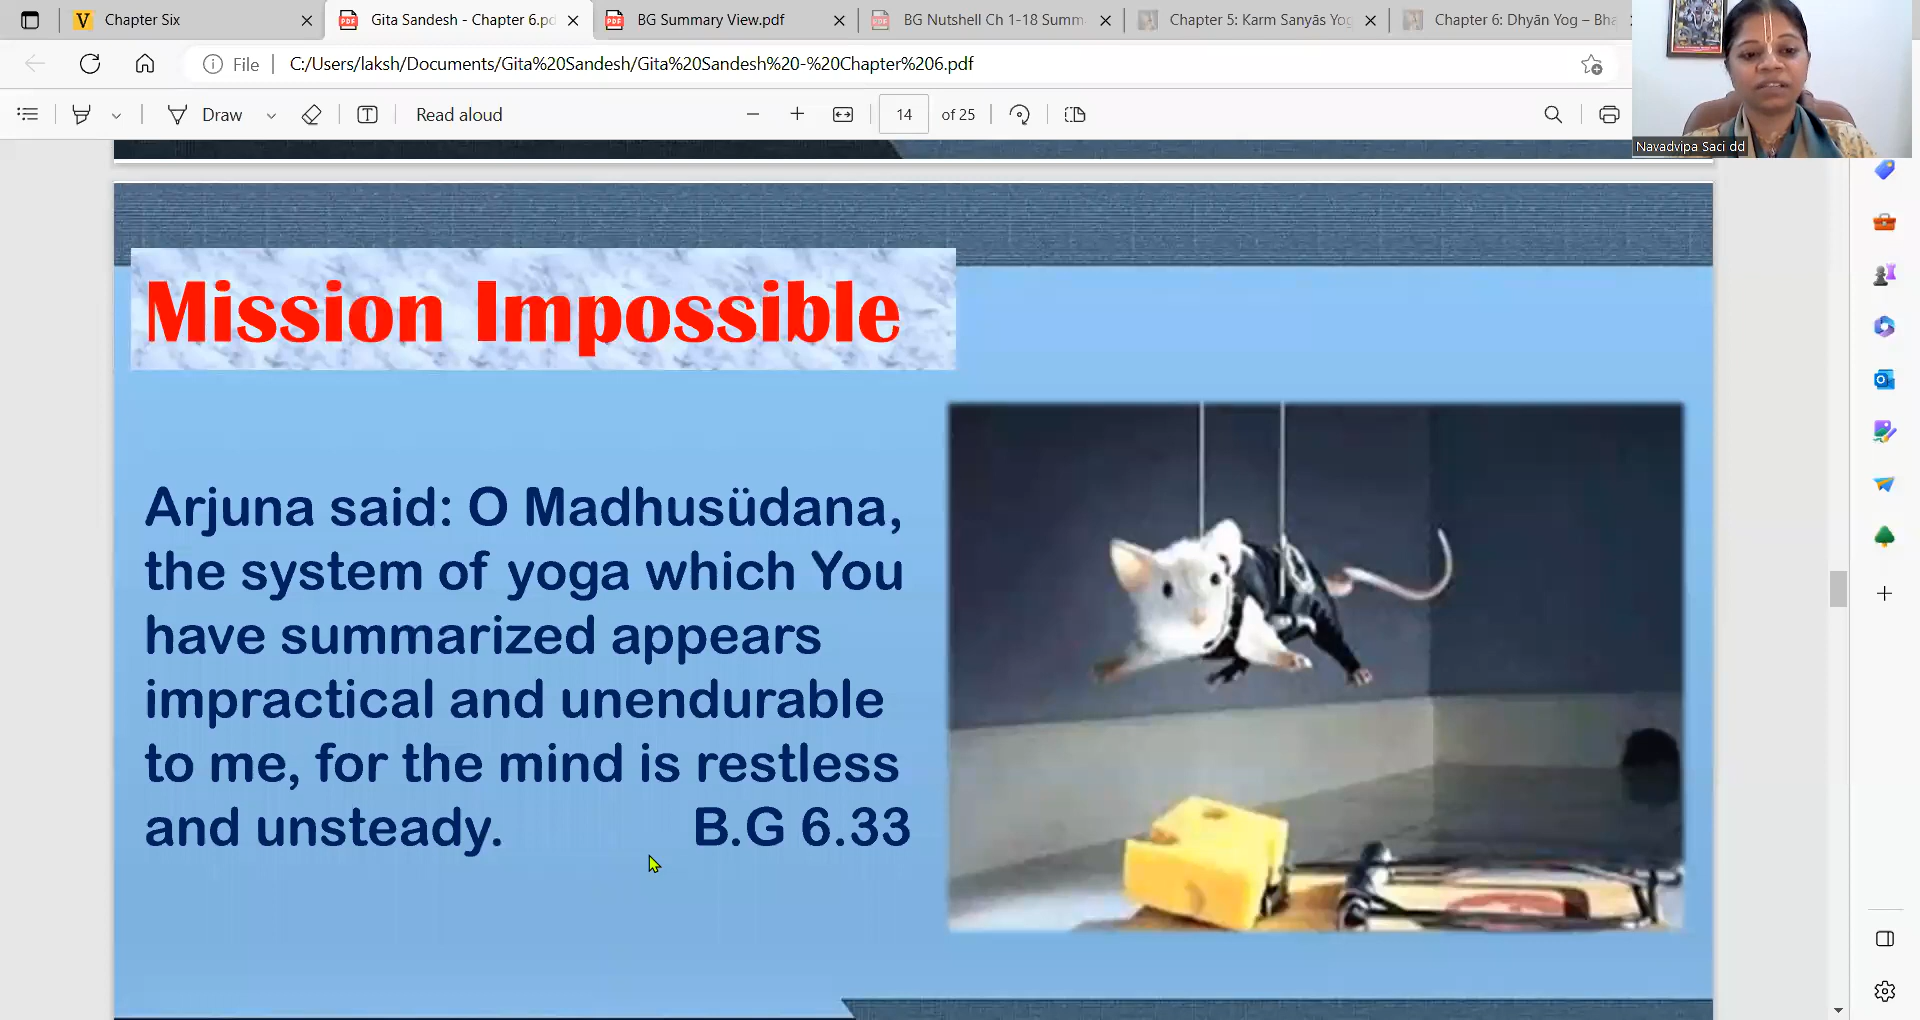 Chapter Six
Gita Sandesh - Chapter 6.pd
BG Summary View.pdf
BG Nutshell Ch 1-18 Summ
Chapter 5: Karm Sanyās Yog
Chapter 6: Dhyān Yog – Bha
File
C:/Users/laksh/Documents/Gita%20Sandesh/Gita%20Sandesh%20-%20Chapter%206.pdf
Draw
Read aloud
14 of 25
Navadvipa Saci dd
Mission Impossible
Arjuna said: O Madhusüdana,
the system of yoga which You
have summarized appears
impractical and unendurable
to me, for the mind is restless
and unsteady. B.G 6.33